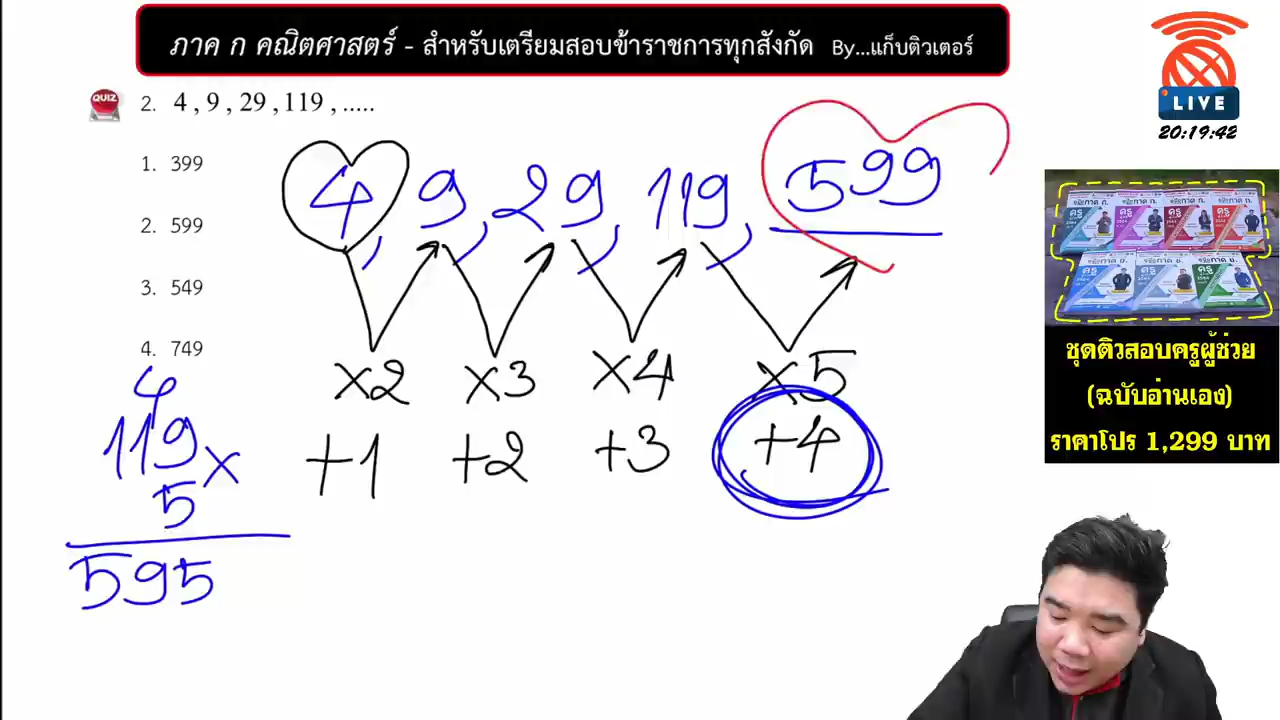 ภาค ก คณิตศาสตร์ - สำหรับเตรียมสอบข้าราชการทุกสังกัด By...แก็บติวเตอร์
LIVE
20:19:42
QUIZ
2. 4 , 9 , 29 , 119 , .....
1. 399
2. 599
3. 549
4. 749
4, 9, 29, 119, 599
×2 ×3 ×4 ×5
+1 +2 +3 +4
4
119 ×
5
595
ชุดติวสอบครูผู้ช่วย
(ฉบับอ่านเอง)
ราคาโปร 1,299 บาท